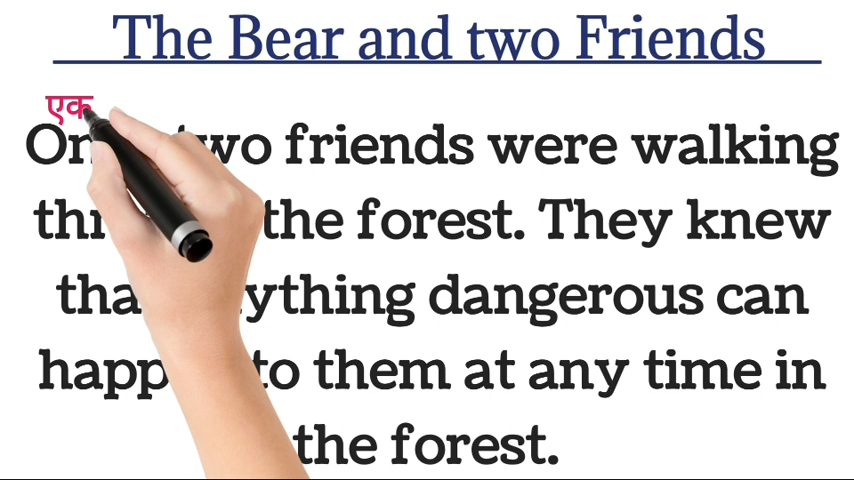 The Bear and two Friends
एक
two friends were walking
the forest. They knew
dangerous can
to them at any time in
the forest.